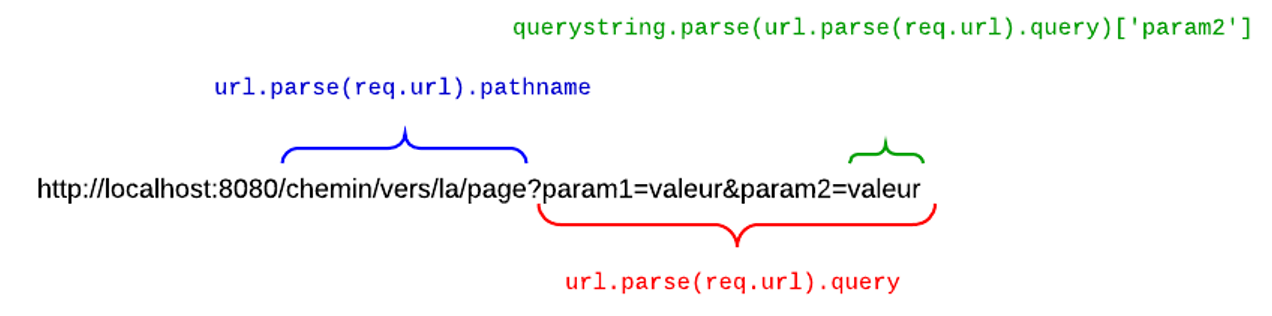 querystring.parse(url.parse(req.url).query)['param2']
url.parse(req.url).pathname
http://localhost:8080/chemin/vers/la/page?param1=valeur&param2=valeur
url.parse(req.url).query